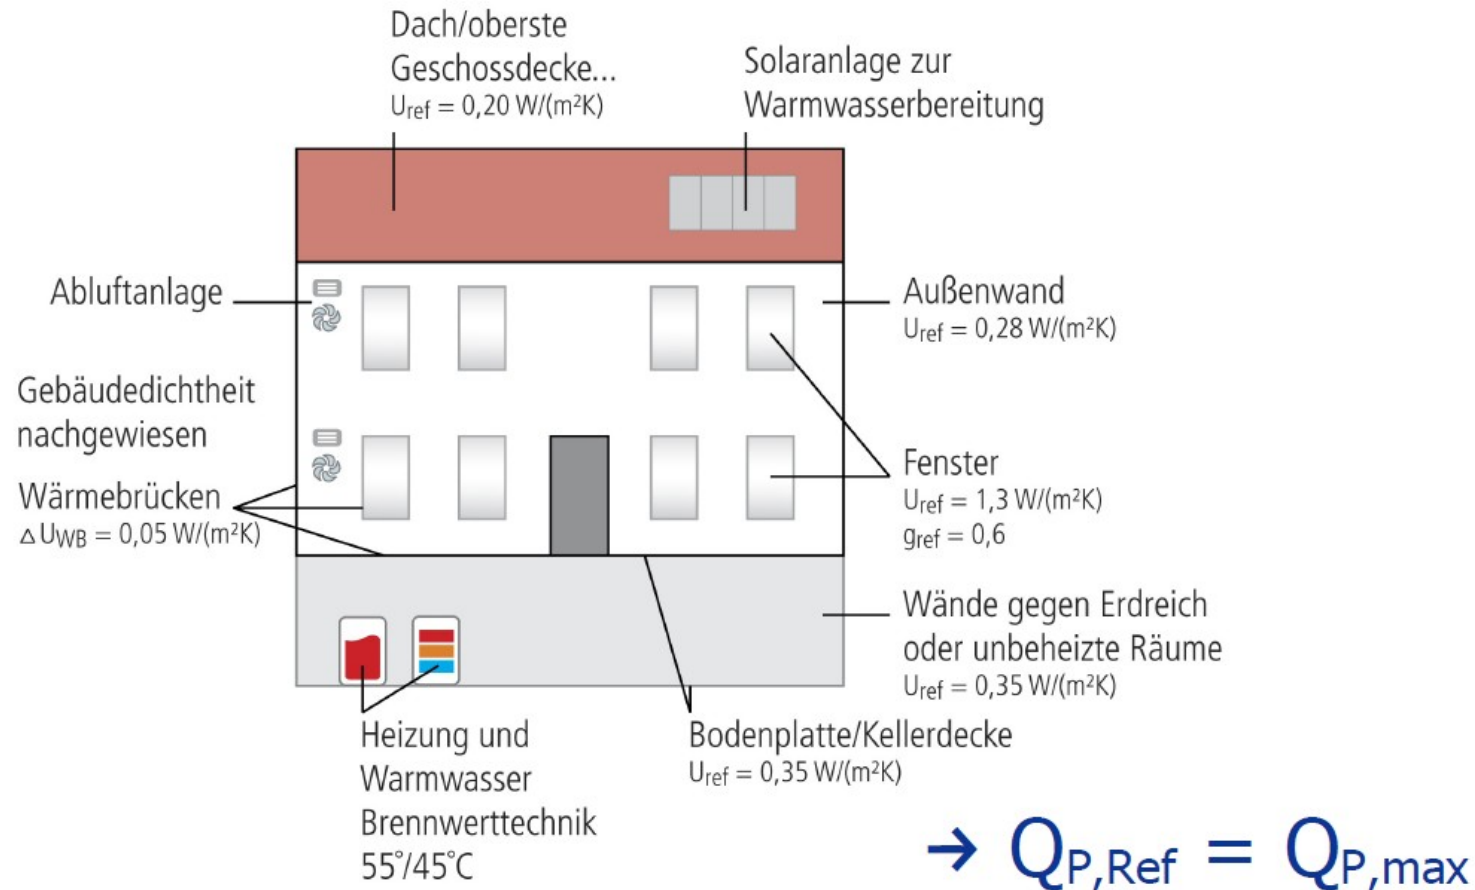 Dach/oberste
Geschossdecke...
Uref = 0,20 W/(m²K)
Solaranlage zur
Warmwasserbereitung
Abluftanlage
Außenwand
Uref = 0,28 W/(m²K)
Gebäudedichtheit
nachgewiesen
Wärmebrücken
△UWB = 0,05 W/(m²K)
Fenster
Uref = 1,3 W/(m²K)
gref = 0,6
Wände gegen Erdreich
oder unbeheizte Räume
Uref = 0,35 W/(m²K)
Heizung und
Warmwasser
Brennwerttechnik
55°/45°C
Bodenplatte/Kellerdecke
Uref = 0,35 W/(m²K)
→ QP,Ref = QP,max